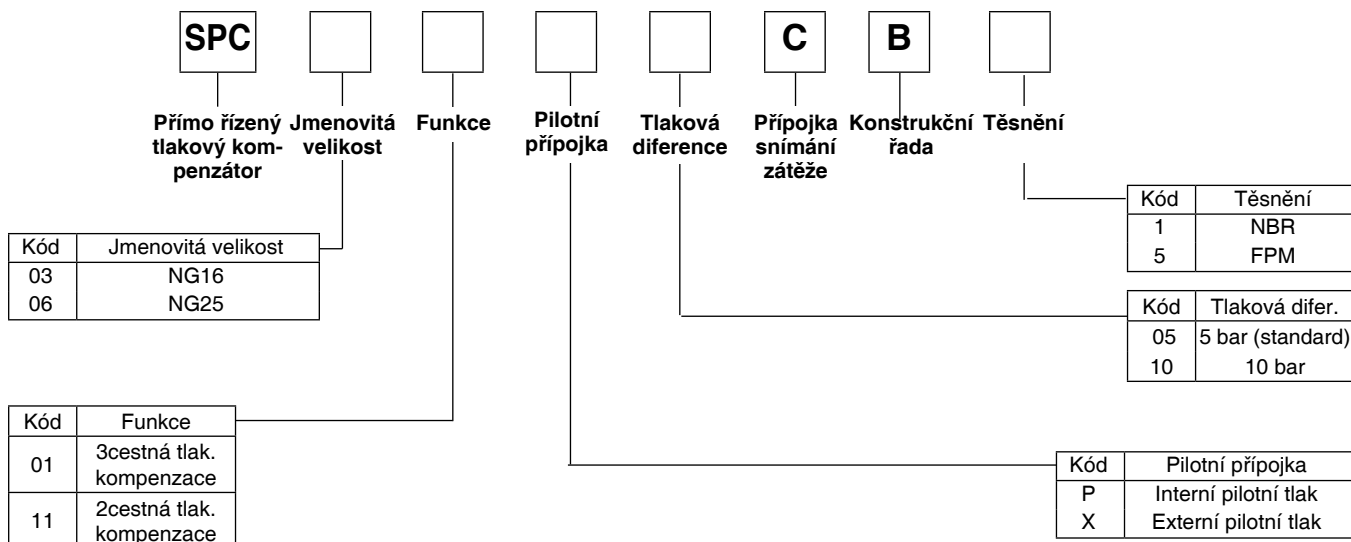 SPC C B
Přímo řízený Jmenovitá Funkce Pilotní Tlaková Přípojka Konstrukční Těsnění
tlakový kom- velikost přípojka diference snímání řada
penzátor zátěže
Kód Těsnění
1 NBR
5 FPM
Kód Jmenovitá velikost
03 NG16
06 NG25
Kód Tlaková difer.
05 5 bar (standard)
10 10 bar
Kód Funkce
01 3cestná tlak.
kompenzace
11 2cestná tlak.
kompenzace
Kód Pilotní přípojka
P Interní pilotní tlak
X Externí pilotní tlak